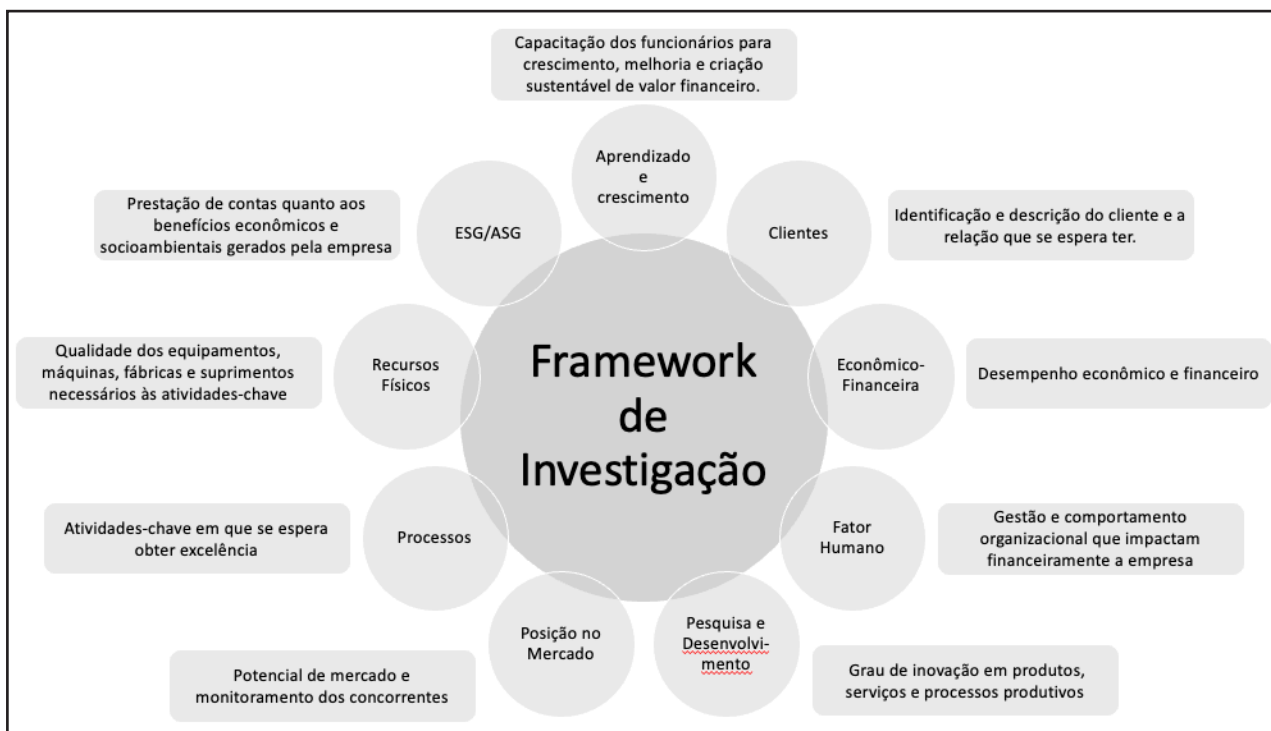 Capacitação dos funcionários para
crescimento, melhoria e criação
sustentável de valor financeiro.
Aprendizado
e
crescimento
Prestação de contas quanto aos
benefícios econômicos e
socioambientais gerados pela empresa
ESG/ASG
Clientes
Identificação e descrição do cliente e a
relação que se espera ter.
Qualidade dos equipamentos,
máquinas, fábricas e suprimentos
necessários às atividades-chave
Recursos
Físicos
Framework
de
Investigação
Econômico-
Financeira
Desempenho econômico e financeiro
Atividades-chave em que se espera
obter excelência
Processos
Fator
Humano
Gestão e comportamento
organizacional que impactam
financeiramente a empresa
Potencial de mercado e
monitoramento dos concorrentes
Posição no
Mercado
Pesquisa e
Desenvolvi-
mento
Grau de inovação em produtos,
serviços e processos produtivos